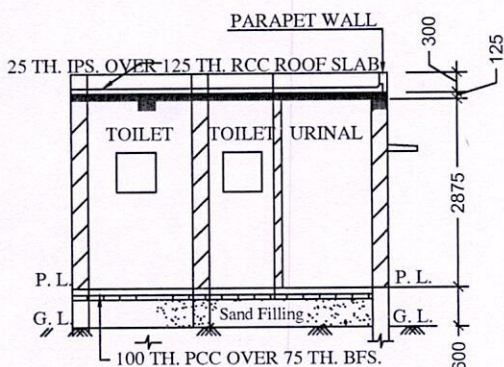 PARAPET WALL
25 TH. IPS. OVER 125 TH. RCC ROOF SLAB
300
125
TOILET TOILET URINAL
2875
P. L. P. L.
G. L. Sand Filling G. L.
100 TH. PCC OVER 75 TH. BFS.
600